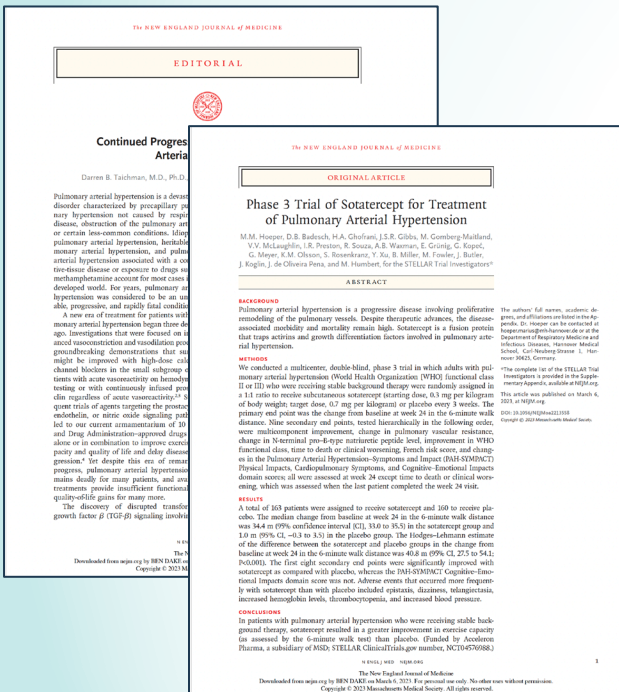 The NEW ENGLAND JOURNAL of MEDICINE
EDITORIAL
Continued Progres
Arteria
Darren B. Taichman, M.D., Ph.D.,
Pulmonary arterial hypertension is a devast
disorder characterized by precapillary pu
nary hypertension not caused by respir
disease, obstruction of the pulmonary art
or certain less-common conditions. Idiop
pulmonary arterial hypertension, heritable
monary arterial hypertension, and pulm
arterial hypertension associated with a co
tive-tissue disease or exposure to drugs su
methamphetamine account for most cases i
developed world. For years, pulmonary ar
hypertension was considered to be an un
able, progressive, and rapidly fatal conditio
A new era of treatment for patients with
monary arterial hypertension began three de
ago. Investigations that were focused on i
anced vasoconstriction and vasodilation proc
groundbreaking demonstrations that su
might be improved with high-dose cal
channel blockers in the small subgroup o
tients with acute vasoreactivity on hemodyn
testing or with continuously infused pro
clin regardless of acute vasoreactivity.2,3 S
quent trials of agents targeting the prostac
endothelin, or nitric oxide signaling path
led to our current armamentarium of 10
and Drug Administration–approved drugs
alone or in combination to improve exerci
pacity and quality of life and delay disease
gression.4 Yet despite this era of remar
progress, pulmonary arterial hypertensio
mains deadly for many patients, and ava
treatments provide insufficient functional
quality-of-life gains for many more.
The discovery of disrupted transfor
growth factor β (TGF-β) signaling involvin
N EN
The N
Downloaded from nejm.org by BEN DAKE on
Copyright © 2023 M
The NEW ENGLAND JOURNAL of MEDICINE
ORIGINAL ARTICLE
Phase 3 Trial of Sotatercept for Treatment
of Pulmonary Arterial Hypertension
M.M. Hoeper, D.B. Badesch, H.A. Ghofrani, J.S.R. Gibbs, M. Gomberg-Maitland,
V.V. McLaughlin, I.R. Preston, R. Souza, A.B. Waxman, E. Grünig, G. Kopeć,
G. Meyer, K.M. Olsson, S. Rosenkranz, Y. Xu, B. Miller, M. Fowler, J. Butler,
J. Koglin, J. de Oliveira Pena, and M. Humbert, for the STELLAR Trial Investigators*
ABSTRACT
BACKGROUND
Pulmonary arterial hypertension is a progressive disease involving proliferative
remodeling of the pulmonary vessels. Despite therapeutic advances, the disease-
associated morbidity and mortality remain high. Sotatercept is a fusion protein
that traps activins and growth differentiation factors involved in pulmonary arte-
rial hypertension.
METHODS
We conducted a multicenter, double-blind, phase 3 trial in which adults with pul-
monary arterial hypertension (World Health Organization [WHO] functional class
II or III) who were receiving stable background therapy were randomly assigned in
a 1:1 ratio to receive subcutaneous sotatercept (starting dose, 0.3 mg per kilogram
of body weight; target dose, 0.7 mg per kilogram) or placebo every 3 weeks. The
primary end point was the change from baseline at week 24 in the 6-minute walk
distance. Nine secondary end points, tested hierarchically in the following order,
were multicomponent improvement, change in pulmonary vascular resistance,
change in N-terminal pro–B-type natriuretic peptide level, improvement in WHO
functional class, time to death or clinical worsening, French risk score, and chang-
es in the Pulmonary Arterial Hypertension–Symptoms and Impact (PAH-SYMPACT)
Physical Impacts, Cardiopulmonary Symptoms, and Cognitive–Emotional Impacts
domain scores; all were assessed at week 24 except time to death or clinical wors-
ening, which was assessed when the last patient completed the week 24 visit.
RESULTS
A total of 163 patients were assigned to receive sotatercept and 160 to receive pla-
cebo. The median change from baseline at week 24 in the 6-minute walk distance
was 34.4 m (95% confidence interval [CI], 33.0 to 35.5) in the sotatercept group and
1.0 m (95% CI, −0.3 to 3.5) in the placebo group. The Hodges–Lehmann estimate
of the difference between the sotatercept and placebo groups in the change from
baseline at week 24 in the 6-minute walk distance was 40.8 m (95% CI, 27.5 to 54.1;
P<0.001). The first eight secondary end points were significantly improved with
sotatercept as compared with placebo, whereas the PAH-SYMPACT Cognitive–Emo-
tional Impacts domain score was not. Adverse events that occurred more frequent-
ly with sotatercept than with placebo included epistaxis, dizziness, telangiectasia,
increased hemoglobin levels, thrombocytopenia, and increased blood pressure.
CONCLUSIONS
In patients with pulmonary arterial hypertension who were receiving stable back-
ground therapy, sotatercept resulted in a greater improvement in exercise capacity
(as assessed by the 6-minute walk test) than placebo. (Funded by Acceleron
Pharma, a subsidiary of MSD; STELLAR ClinicalTrials.gov number, NCT04576988.)
The authors' full names, academic de-
grees, and affiliations are listed in the Ap-
pendix. Dr. Hoeper can be contacted at
hoeper.marius@mh-hannover.de or at the
Department of Respiratory Medicine and
Infectious Diseases, Hannover Medical
School, Carl-Neuberg-Strasse 1, Han-
nover 30625, Germany.
*The complete list of the STELLAR Trial
Investigators is provided in the Supple-
mentary Appendix, available at NEJM.org.
This article was published on March 6,
2023, at NEJM.org.
DOI: 10.1056/NEJMoa2213558
Copyright © 2023 Massachusetts Medical Society.
N ENGL J MED NEJM.ORG
1
The New England Journal of Medicine
Downloaded from nejm.org by BEN DAKE on March 6, 2023. For personal use only. No other uses without permission.
Copyright © 2023 Massachusetts Medical Society. All rights reserved.